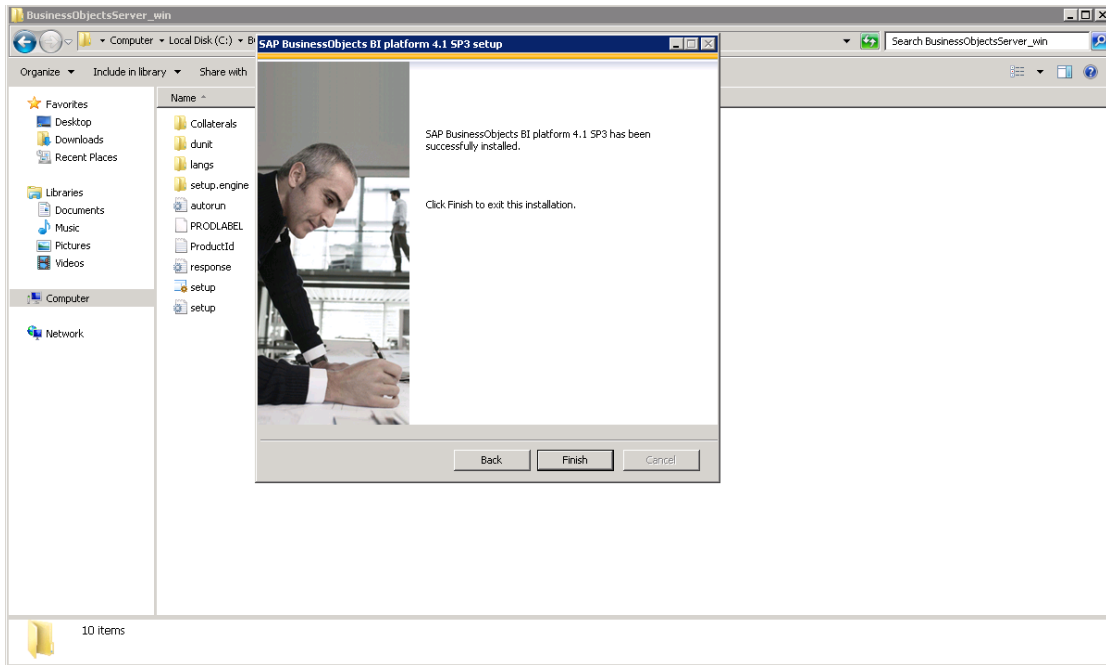 BusinessObjectsServer_win
Computer Local Disk (C:)
Search BusinessObjectsServer_win
Organize Include in library Share with
Favorites
Desktop
Downloads
Recent Places
Libraries
Documents
Music
Pictures
Videos
Computer
Network
Name
Collaterals
dunit
langs
setup.engine
autorun
PRODLABEL
ProductId
response
setup
setup
SAP BusinessObjects BI platform 4.1 SP3 setup
SAP BusinessObjects BI platform 4.1 SP3 has been
successfully installed.
Click Finish to exit this installation.
Back Finish Cancel
10 items